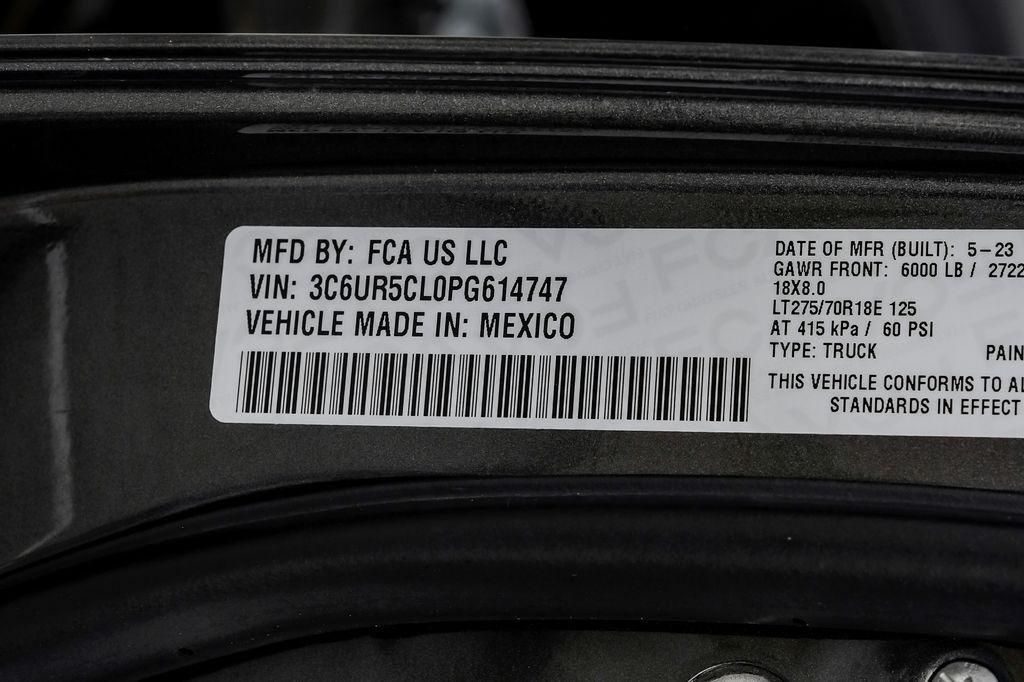 MFD BY: FCA US LLC
VIN: 3C6UR5CL0PG614747
VEHICLE MADE IN: MEXICO
DATE OF MFR (BUILT): 5-23
GAWR FRONT: 6000 LB / 2722
18X8.0
LT275/70R18E 125
AT 415 kPa / 60 PSI
TYPE: TRUCK
THIS VEHICLE CONFORMS TO
STANDARDS IN EFFECT